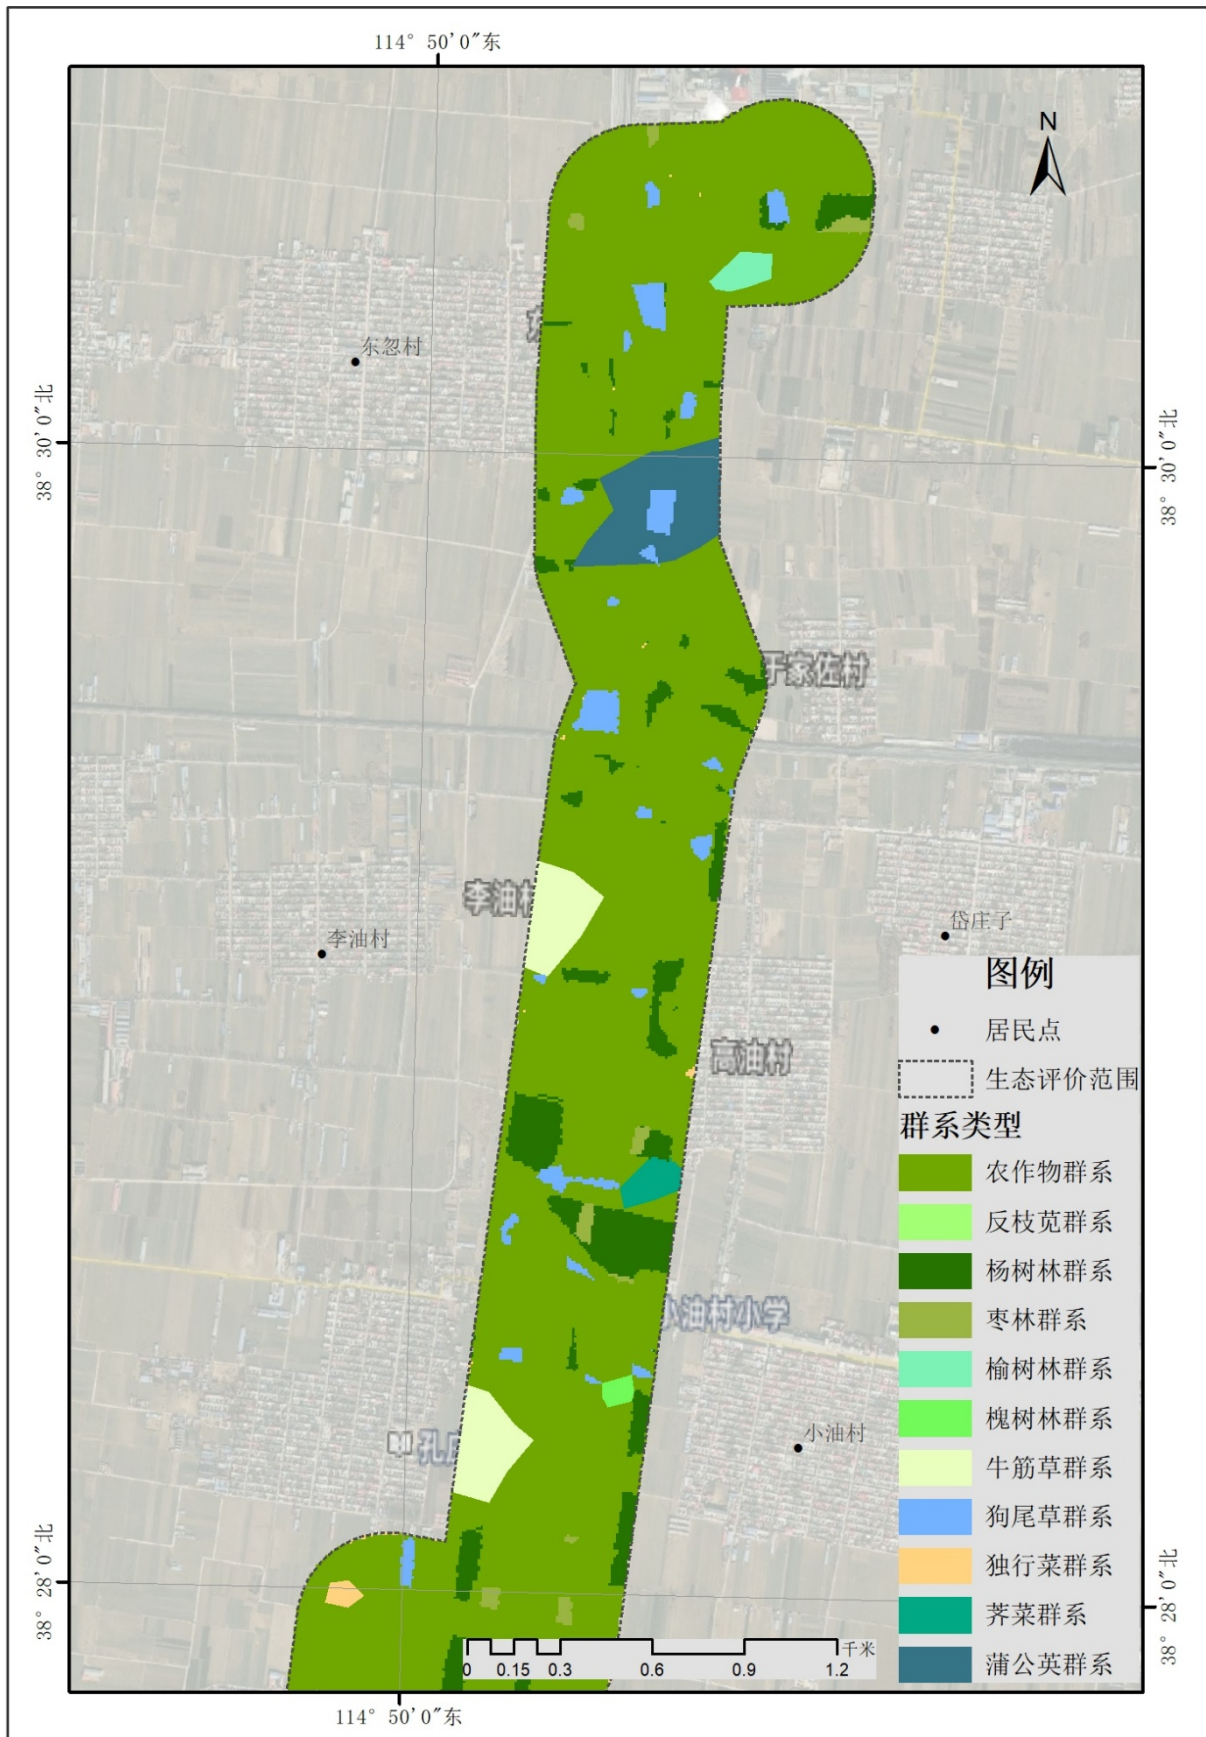 114° 50′0″东
N
东忽村
38° 30′0″北
38° 30′0″北
于家佐村
李油村
李油村
岱庄子
高油村
小油村小学
小油村
图例
居民点
生态评价范围
群系类型
农作物群系
反枝苋群系
杨树林群系
枣林群系
榆树林群系
槐树林群系
牛筋草群系
狗尾草群系
独行菜群系
荠菜群系
蒲公英群系
38° 28′0″北
38° 28′0″北
千米
0 0.15 0.3 0.6 0.9 1.2
114° 50′0″东